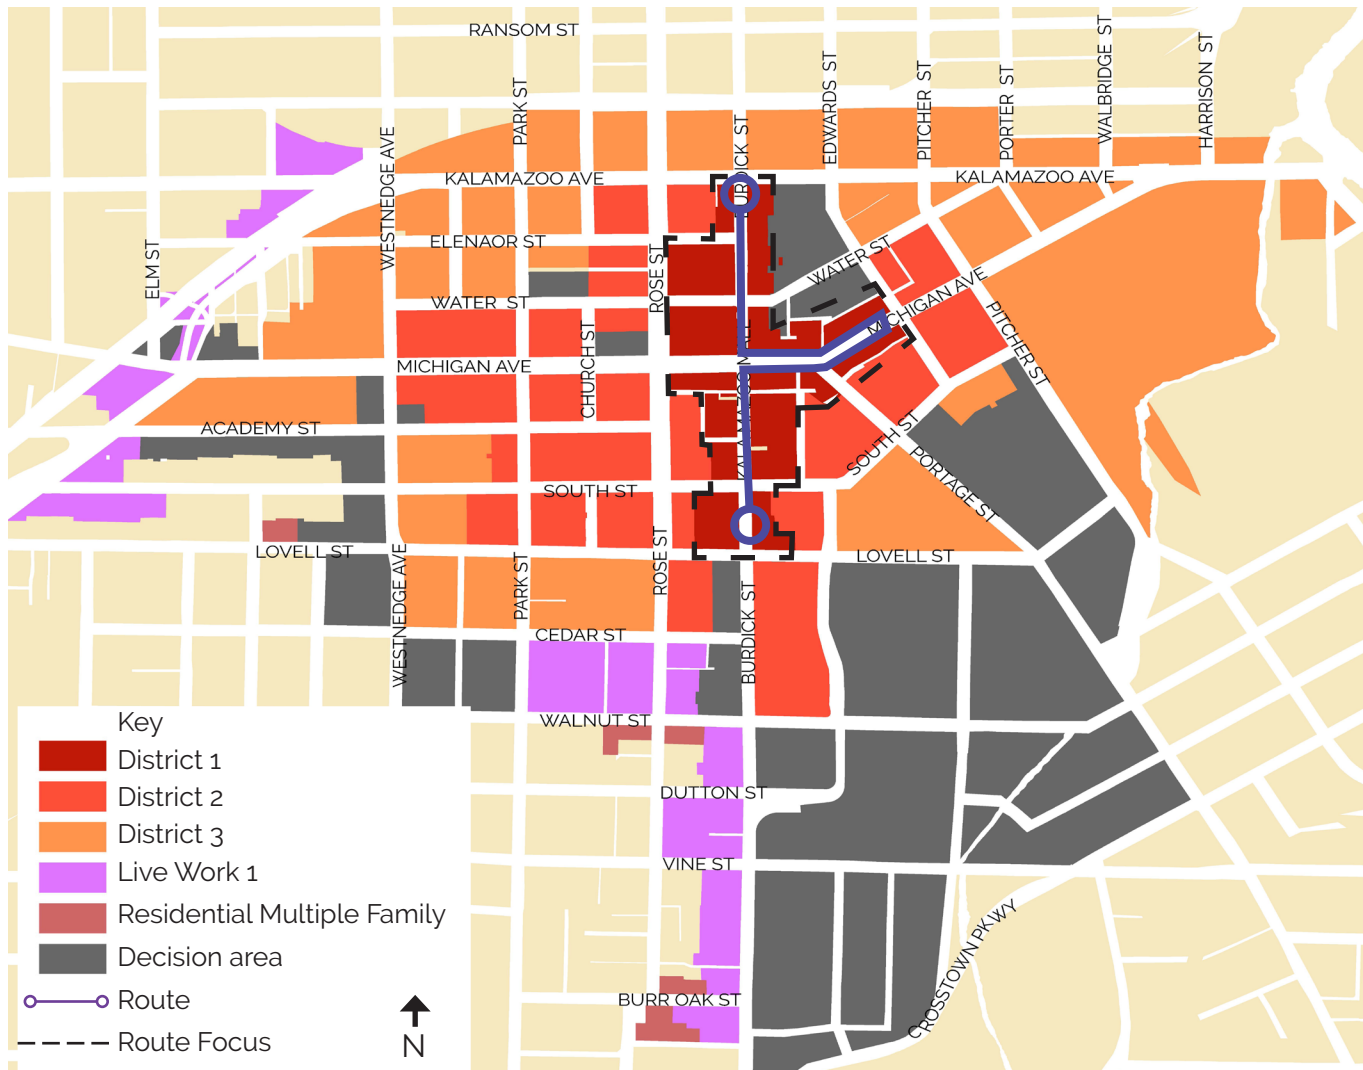 RANSOM ST
PARK ST
WESTNEDGE AVE
BURDICK ST
EDWARDS ST
PITCHER ST
PORTER ST
WALBRIDGE ST
HARRISON ST
KALAMAZOO AVE
KALAMAZOO AVE
ELENAOR ST
ELM ST
ROSE ST
WATER ST
WATER ST
MICHIGAN AVE
MICHIGAN AVE
PITCHER ST
CHURCH ST
KALAMAZOO MALL
ACADEMY ST
SOUTH ST
SOUTH ST
PORTAGE ST
LOVELL ST
LOVELL ST
WESTNEDGE AVE
PARK ST
ROSE ST
BURDICK ST
CEDAR ST
WALNUT ST
DUTTON ST
VINE ST
BURR OAK ST
CROSSTOWN PKWY
Key
District 1
District 2
District 3
Live Work 1
Residential Multiple Family
Decision area
Route
Route Focus
N